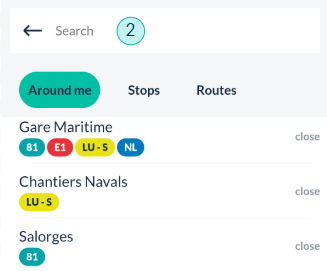 Search 2
Around me Stops Routes
Gare Maritime
close
81 E1 LU - S NL
Chantiers Navals
close
LU - S
Salorges
close
81